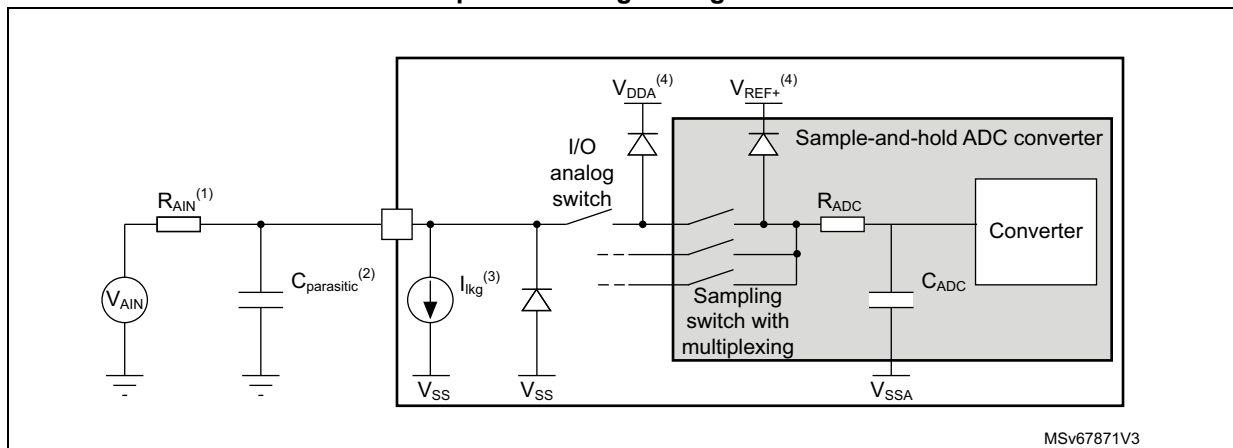 V_DDA^(4)
V_REF+^(4)
Sample-and-hold ADC converter
I/O
analog
switch
R_AIN^(1)
R_ADC
Converter
C_parasitic^(2)
I_lkg^(3)
V_AIN
C_ADC
Sampling
switch with
multiplexing
V_SS
V_SS
V_SSA
MSv67871V3